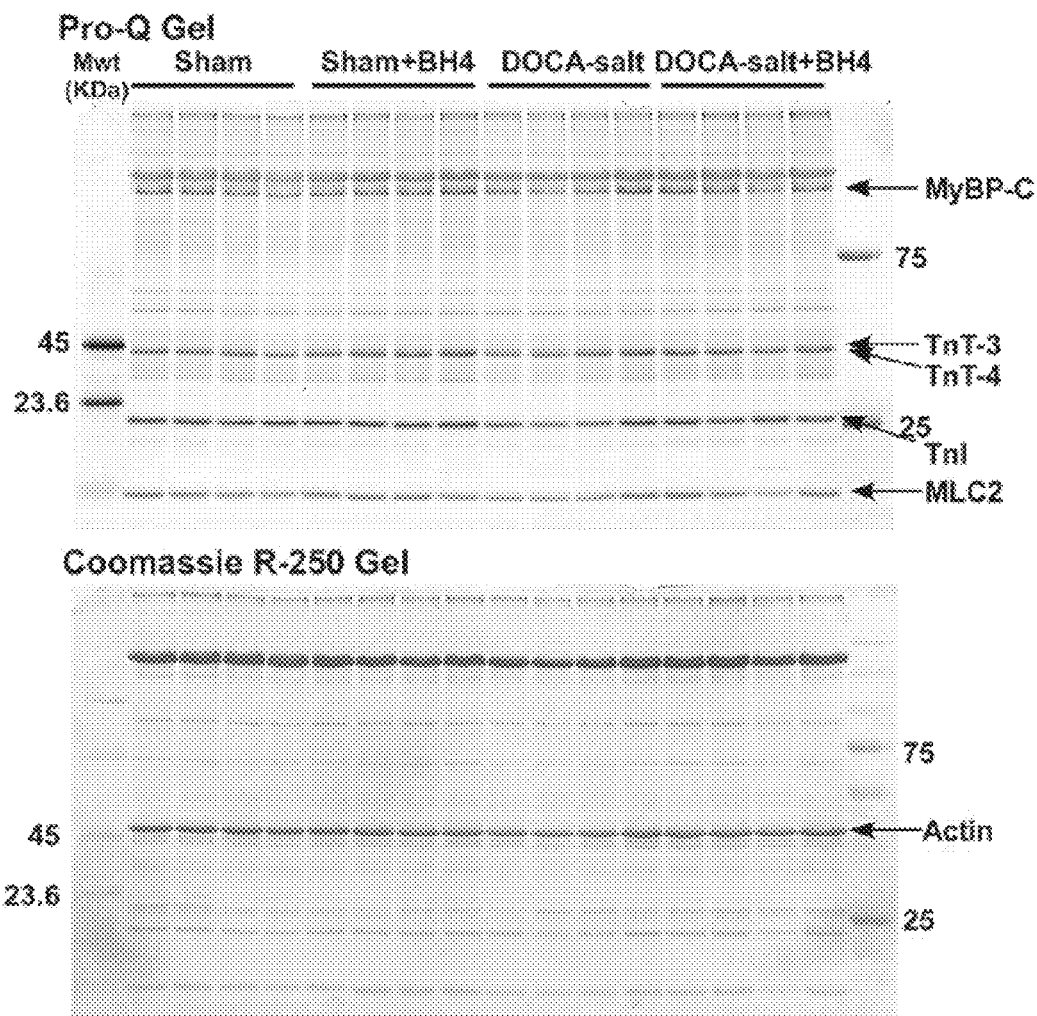 Pro-Q Gel
Mwt (KDa)
Sham
Sham+BH4
DOCA-salt
DOCA-salt+BH4
MyBP-C
75
45
TnT-3
TnT-4
23.6
25
TnI
MLC2
Coomassie R-250 Gel
75
45
Actin
23.6
25